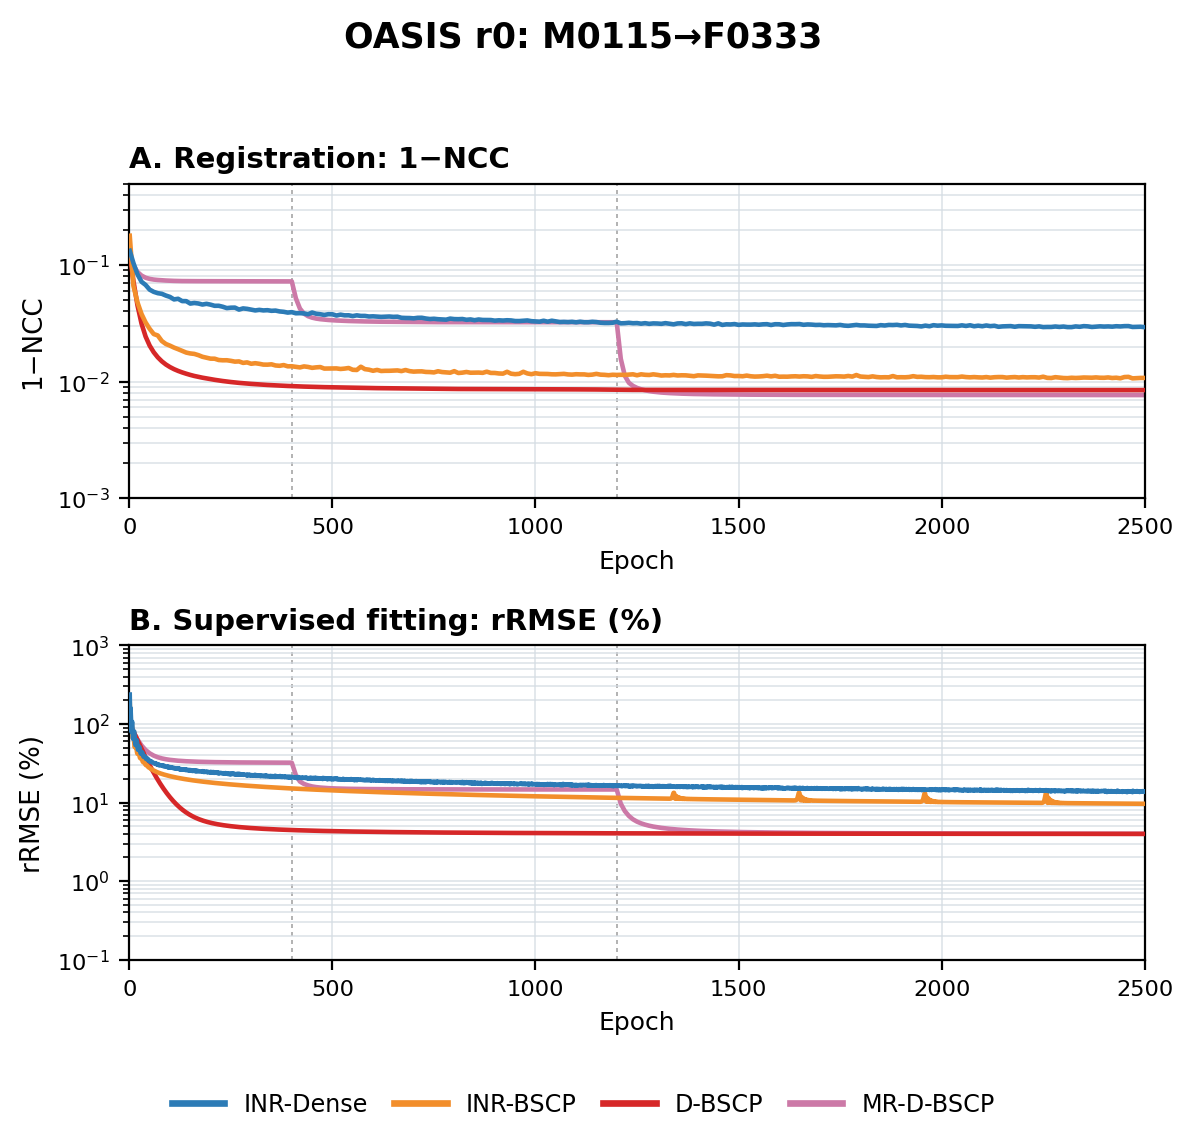 OASIS r0: M0115→F0333
A. Registration: 1−NCC
1−NCC
10⁻¹
10⁻²
10⁻³
0 500 1000 1500 2000 2500
Epoch
B. Supervised fitting: rRMSE (%)
rRMSE (%)
10³
10²
10¹
10⁰
10⁻¹
0 500 1000 1500 2000 2500
Epoch
INR-Dense INR-BSCP D-BSCP MR-D-BSCP